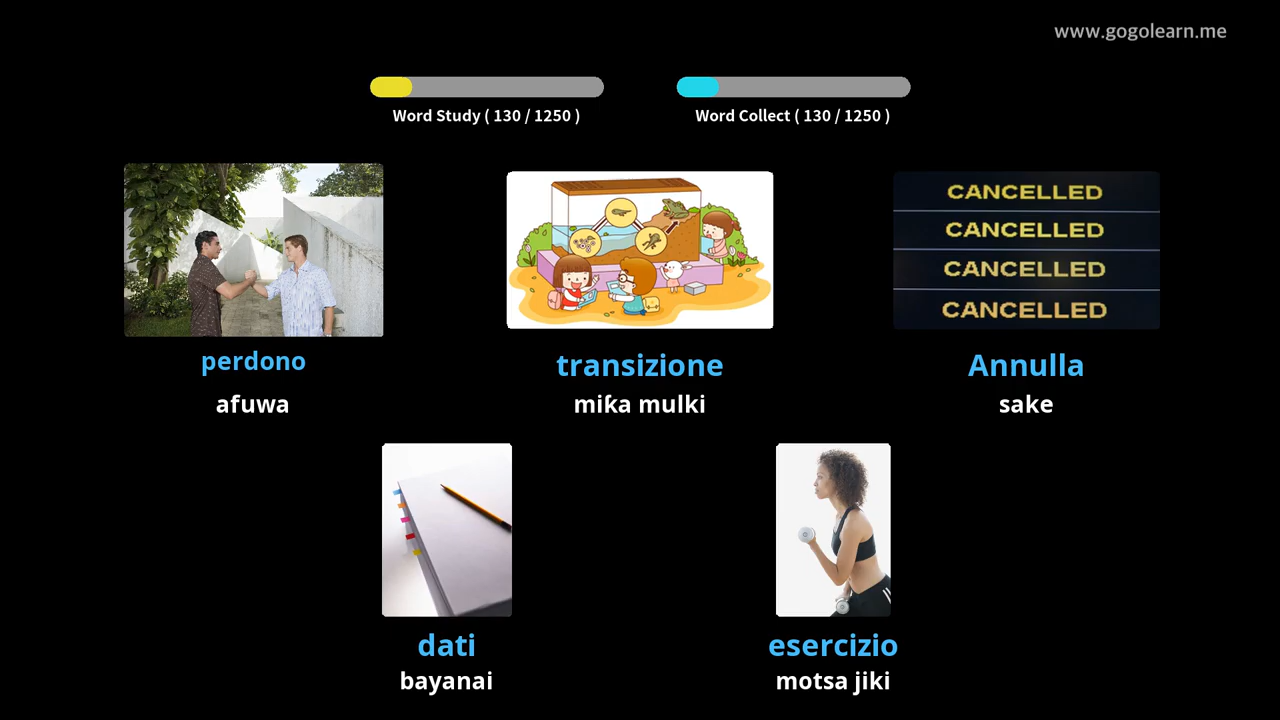 www.gogolearn.me
Word Study ( 130 / 1250 )
Word Collect ( 130 / 1250 )
CANCELLED
CANCELLED
CANCELLED
CANCELLED
perdono
transizione
Annulla
afuwa
miƙa mulki
sake
dati
esercizio
bayanai
motsa jiki